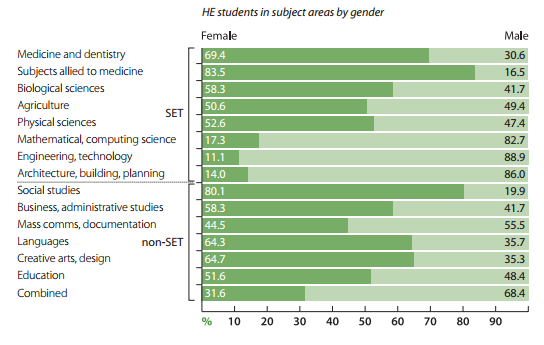 HE students in subject areas by gender
Female Male
Medicine and dentistry 69.4 30.6
Subjects allied to medicine 83.5 16.5
Biological sciences 58.3 41.7
Agriculture 50.6 49.4
SET
Physical sciences 52.6 47.4
Mathematical, computing science 17.3 82.7
Engineering, technology 11.1 88.9
Architecture, building, planning 14.0 86.0
Social studies 80.1 19.9
Business, administrative studies 58.3 41.7
Mass comms, documentation 44.5 55.5
Languages non-SET 64.3 35.7
Creative arts, design 64.7 35.3
Education 51.6 48.4
Combined 31.6 68.4
% 10 20 30 40 50 60 70 80 90